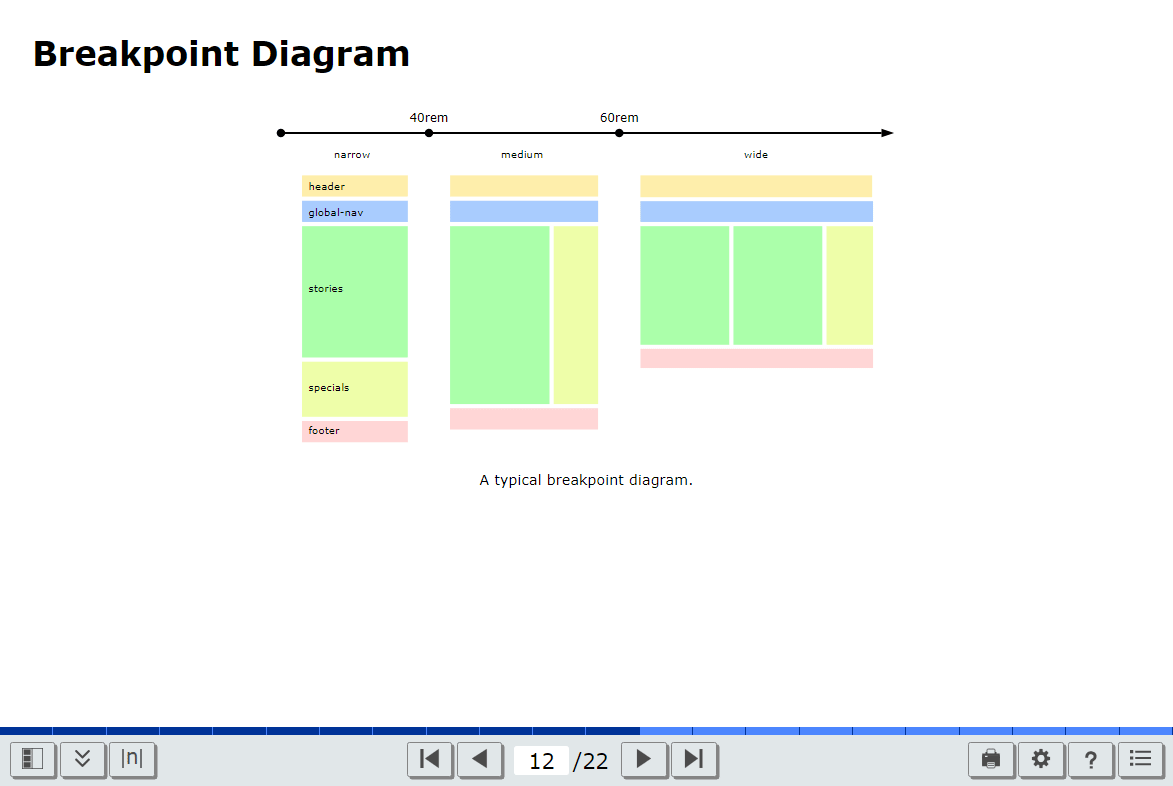 Breakpoint Diagram
40rem 60rem
narrow medium wide
header
global-nav
stories
specials
footer
A typical breakpoint diagram.
|n| 12 /22 ?